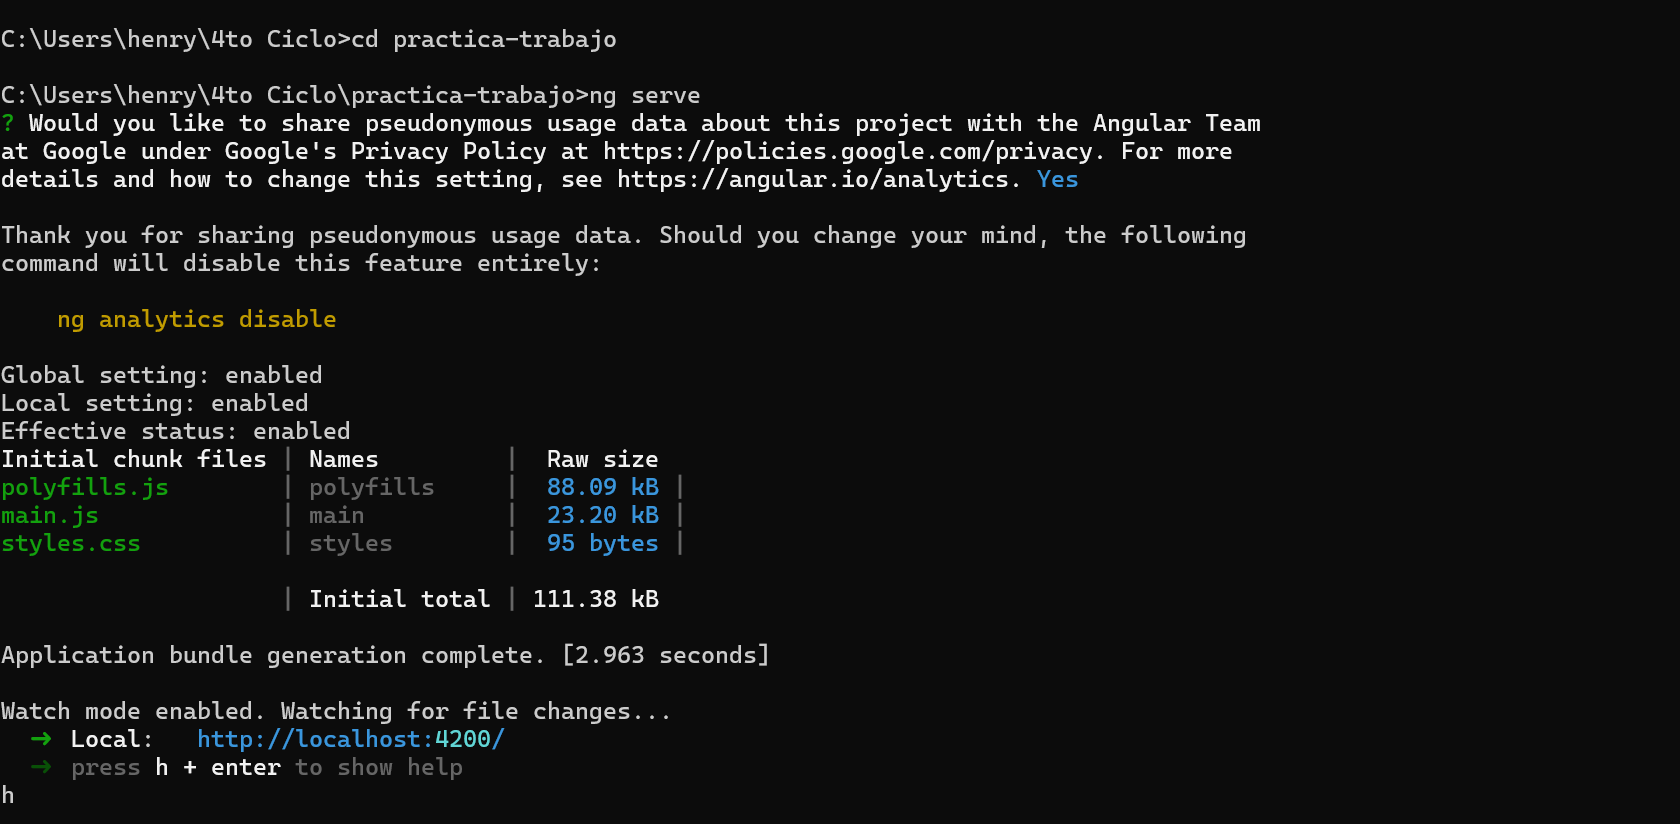 C:\Users\henry\4to Ciclo>cd practica-trabajo
C:\Users\henry\4to Ciclo\practica-trabajo>ng serve
? Would you like to share pseudonymous usage data about this project with the Angular Team
at Google under Google's Privacy Policy at https://policies.google.com/privacy. For more
details and how to change this setting, see https://angular.io/analytics. Yes
Thank you for sharing pseudonymous usage data. Should you change your mind, the following
command will disable this feature entirely:
ng analytics disable
Global setting: enabled
Local setting: enabled
Effective status: enabled
Initial chunk files | Names | Raw size
polyfills.js | polyfills | 88.09 kB |
main.js | main | 23.20 kB |
styles.css | styles | 95 bytes |
| Initial total | 111.38 kB
Application bundle generation complete. [2.963 seconds]
Watch mode enabled. Watching for file changes...
➜ Local: http://localhost:4200/
➜ press h + enter to show help
h